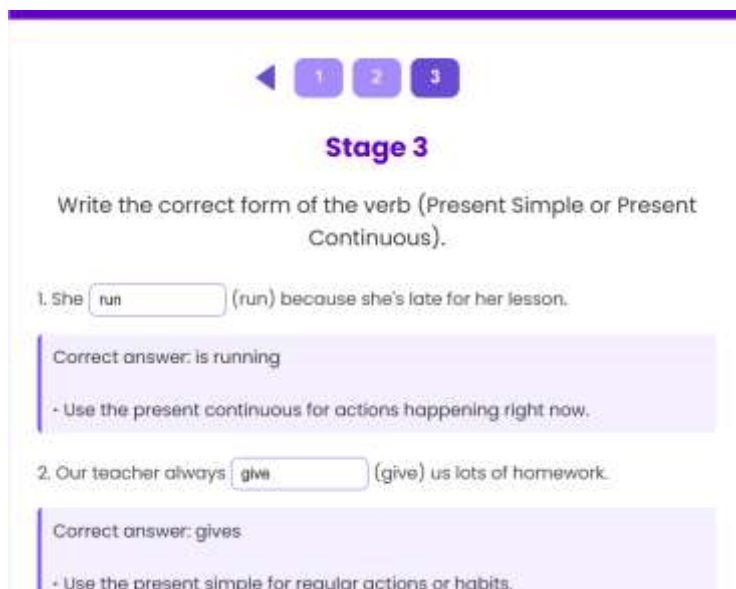 1 2 3
Stage 3
Write the correct form of the verb (Present Simple or Present
Continuous).
1. She run (run) because she's late for her lesson.
Correct answer: is running
• Use the present continuous for actions happening right now.
2. Our teacher always give (give) us lots of homework.
Correct answer: gives
• Use the present simple for regular actions or habits.